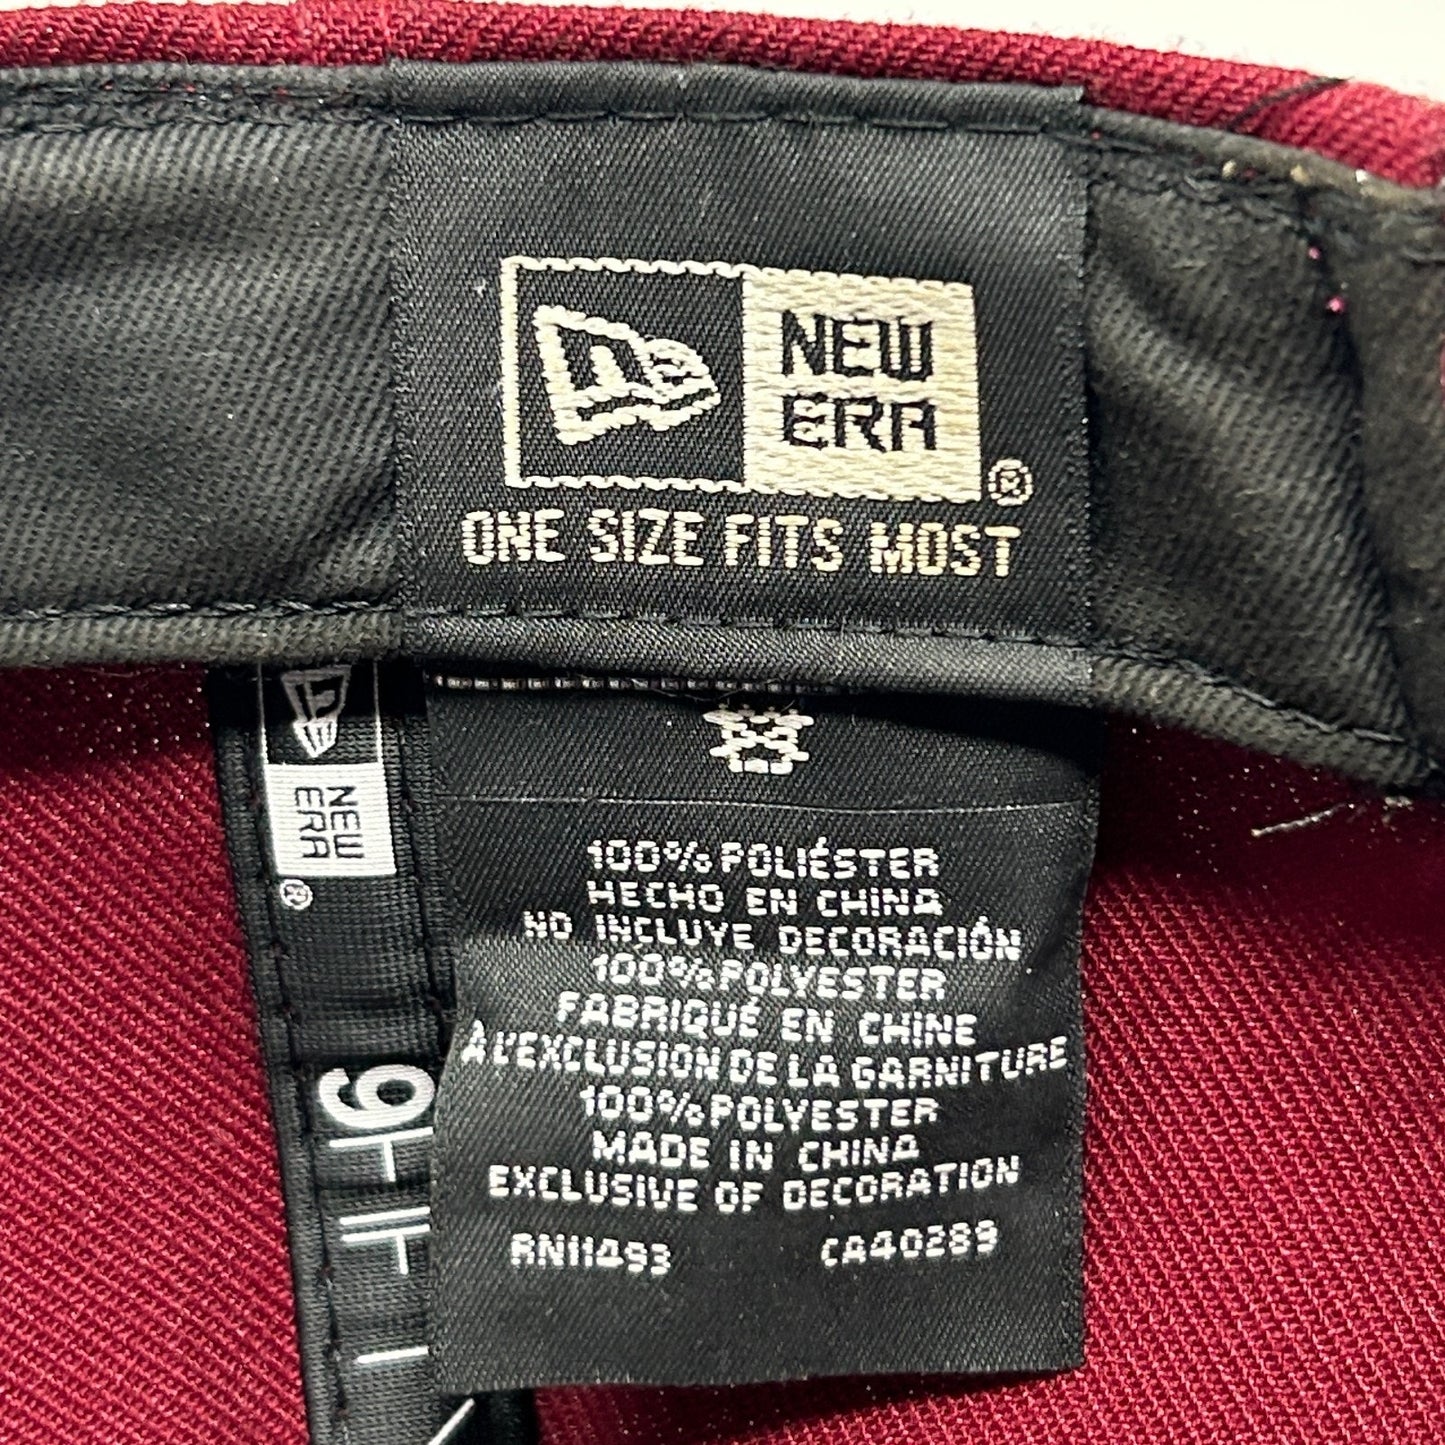 NEW
ERA
®
ONE SIZE FITS MOST
NEW
ERA
®
9FIFTY
100% POLIÉSTER
HECHO EN CHINA
NO INCLUYE DECORACIÓN
100% POLYESTER
FABRIQUÉ EN CHINE
À L'EXCLUSION DE LA GARNITURE
100% POLYESTER
MADE IN CHINA
EXCLUSIVE OF DECORATION
RN11493 CA40289